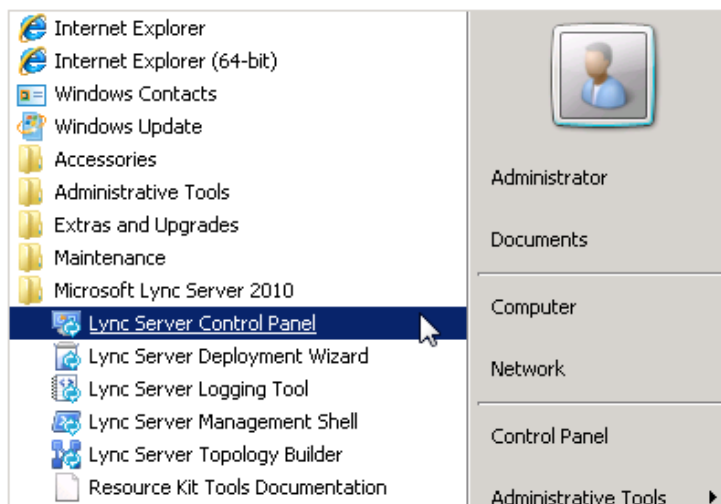 Internet Explorer
Internet Explorer (64-bit)
Windows Contacts
Windows Update
Accessories
Administrative Tools
Extras and Upgrades
Maintenance
Microsoft Lync Server 2010
Lync Server Control Panel
Lync Server Deployment Wizard
Lync Server Logging Tool
Lync Server Management Shell
Lync Server Topology Builder
Resource Kit Tools Documentation
Administrator
Documents
Computer
Network
Control Panel
Administrative Tools